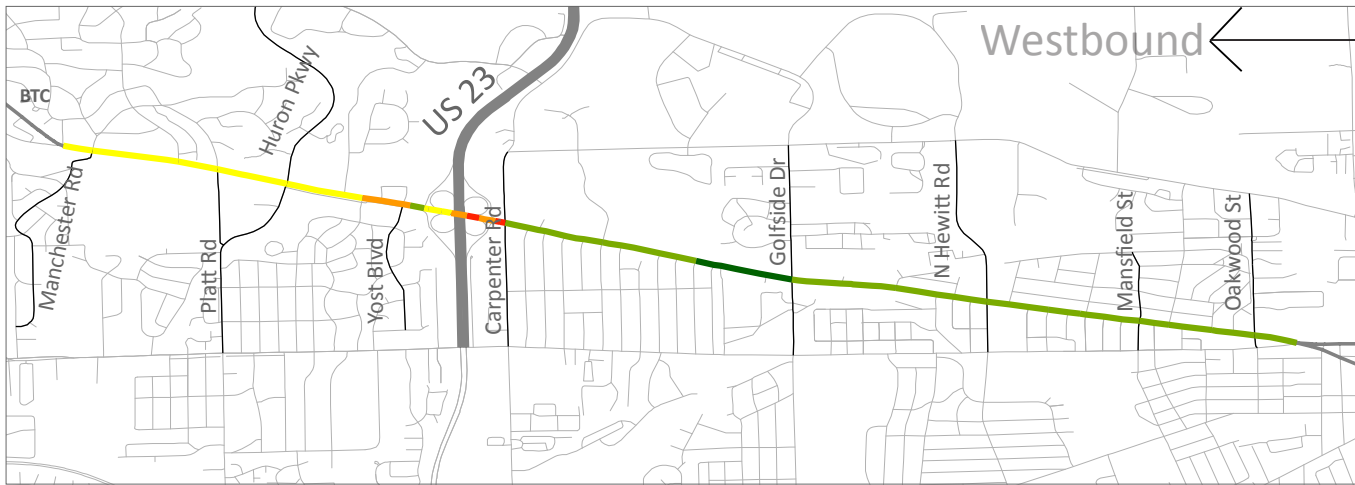 Westbound
BTC
Huron Pkwy
US 23
Manchester Rd
Platt Rd
Yost Blvd
Carpenter Rd
Golfside Dr
N Hewitt Rd
Mansfield St
Oakwood St